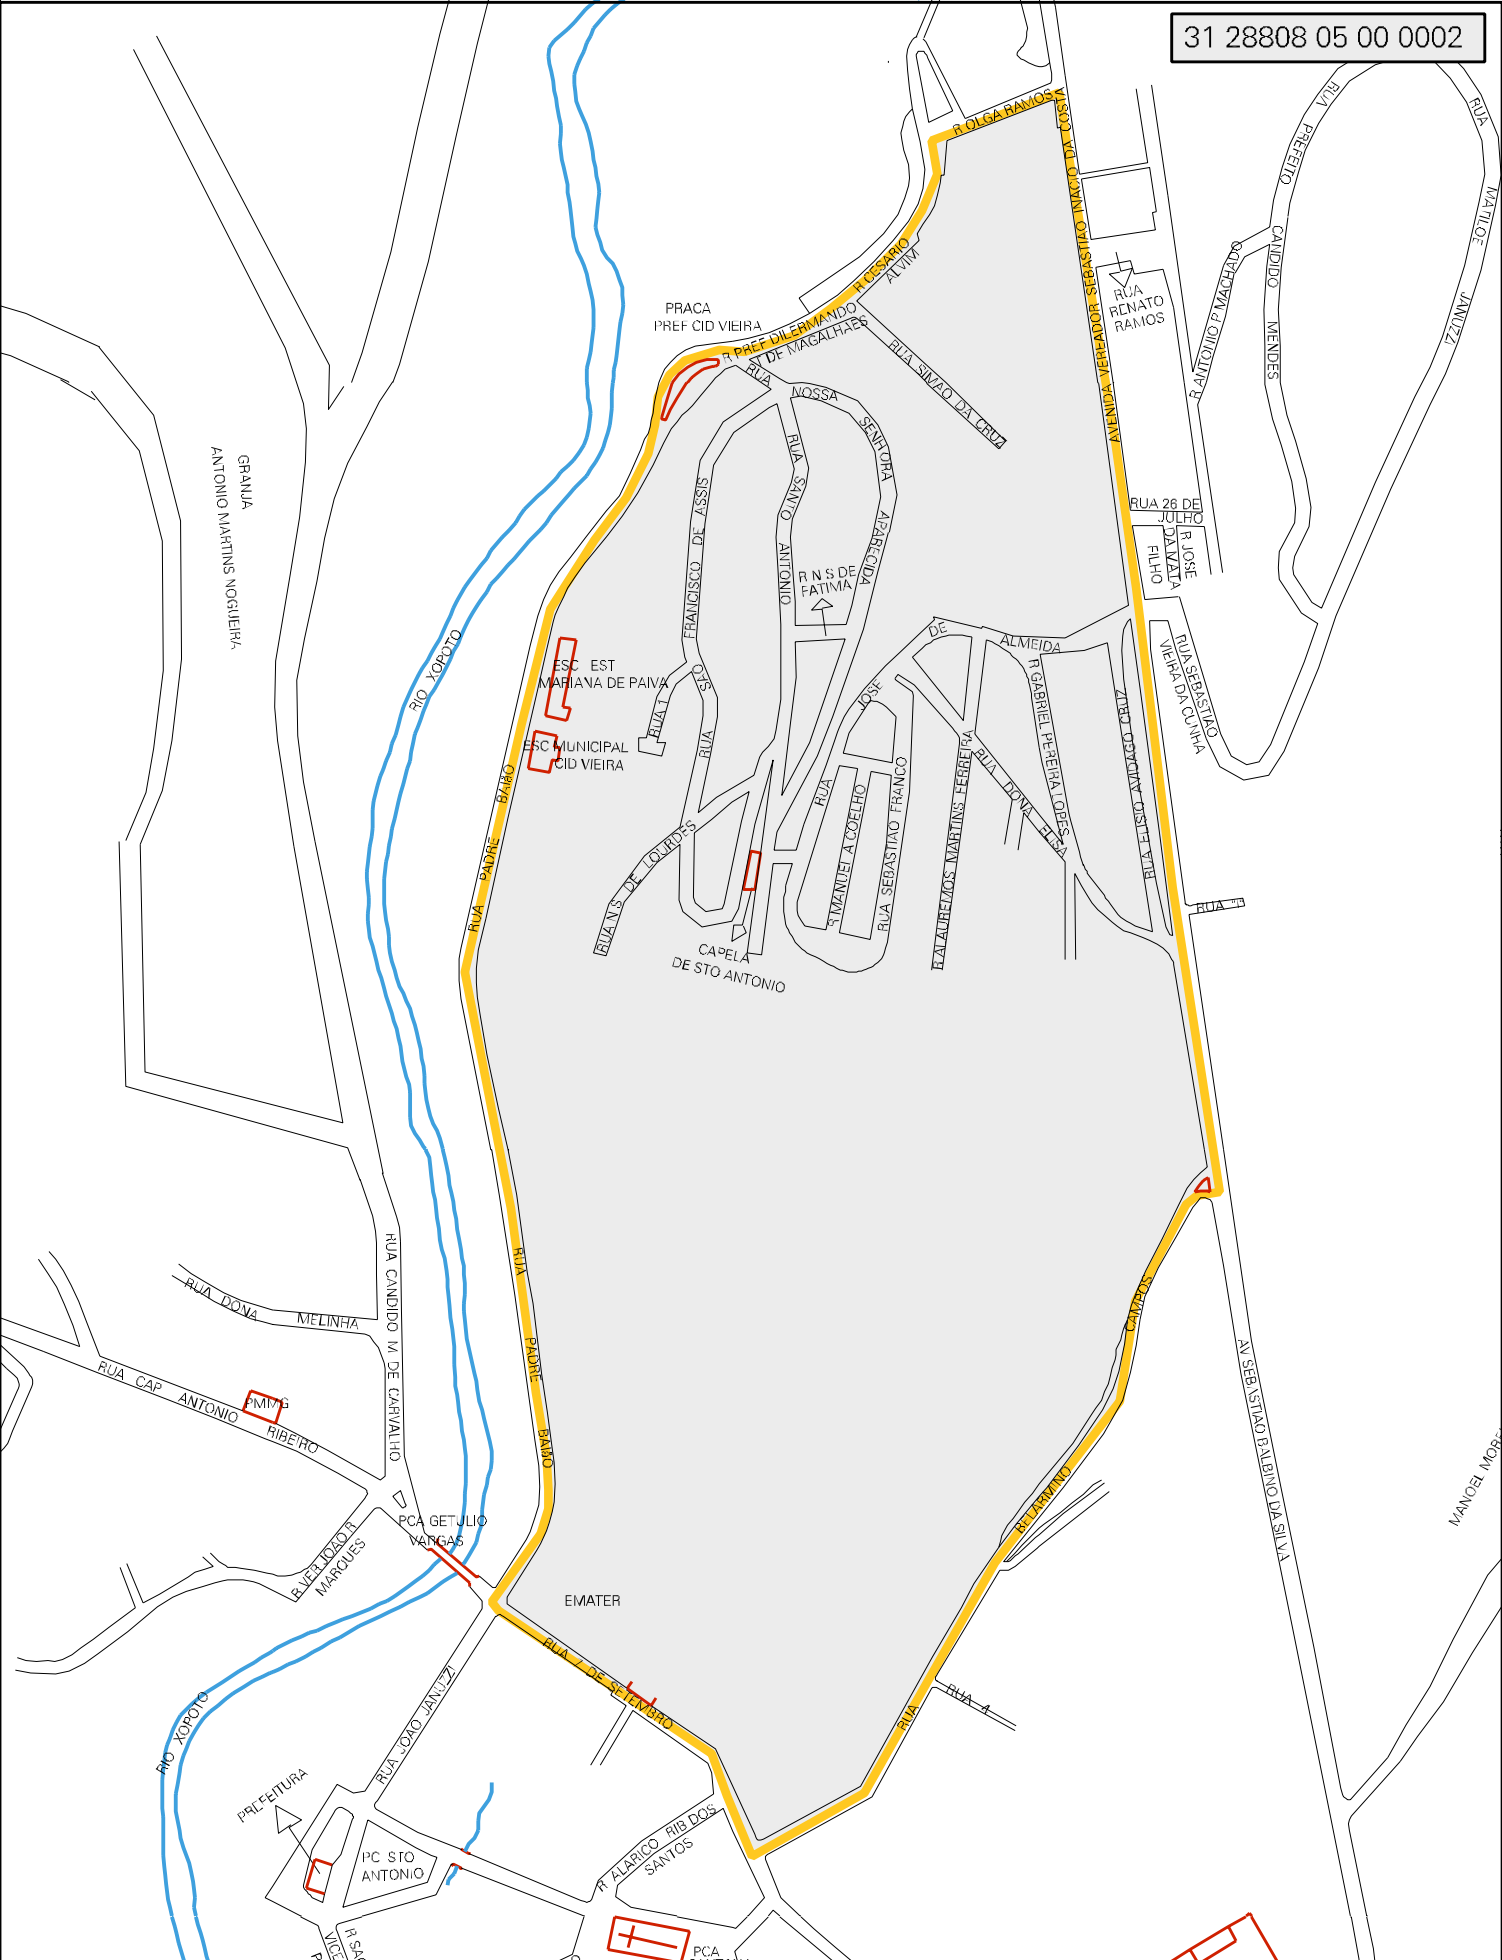 31 28808 05 00 0002
R OLGA RAMOS
AVENIDA VEREADOR SEBASTIAO INACIO DA COSTA
RUA PREFEITO CANDIDO MENDES
RUA MATILDE JANUZZI
R CESARIO
ALVIM
RUA
RENATO
RAMOS
R ANTONIO P MACHADO
PRACA
PREF CID VIEIRA
R PREF DILERMANDO
T DE MAGALHAES
RUA SIMAO DA CRUZ
RUA NOSSA SENHORA APARECIDA
RUA SANTO ANTONIO
RUA SAO FRANCISCO DE ASSIS
GRANJA
ANTONIO MARTINS NOGUEIRA
RUA 26 DE
JULHO
R JOSE
DA MATA
FILHO
R N S DE
FATIMA
RIO XOPOTO
ESC EST
MARIANA DE PAIVA
RUA 1
ESC MUNICIPAL
CID VIEIRA
RUA JOSE DE ALMEIDA
R GABRIEL PEREIRA LOPES
RUA SEBASTIAO
VIEIRA DA CUNHA
RUA ELISIO AVIDAGO CRUZ
RUA DONA ELISA
R ALAUREMOS MARTINS FERREIRA
RUA SEBASTIAO FRANCO
R MANUEL A COELHO
RUA N S DE LOURDES
RUA PADRE BAIÃO
CAPELA
DE STO ANTONIO
RUA "I"
RUA PADRE BAIÃO
RUA CANDIDO M DE CARVALHO
RUA DONA MELINHA
RUA CAP ANTONIO RIBEIRO
PMMG
RUA BELARMINO CAMPOS
AV SEBASTIAO BALBINO DA SILVA
PCA GETULIO
VARGAS
R VER JOAO R
MARQUES
EMATER
RUA 7 DE SETEMBRO
RUA 4
RUA JOAO JANUZZI
RIO XOPOTO
PREFEITURA
PC STO
ANTONIO
R ALARICO RIB DOS
SANTOS
MANOEL
PCA